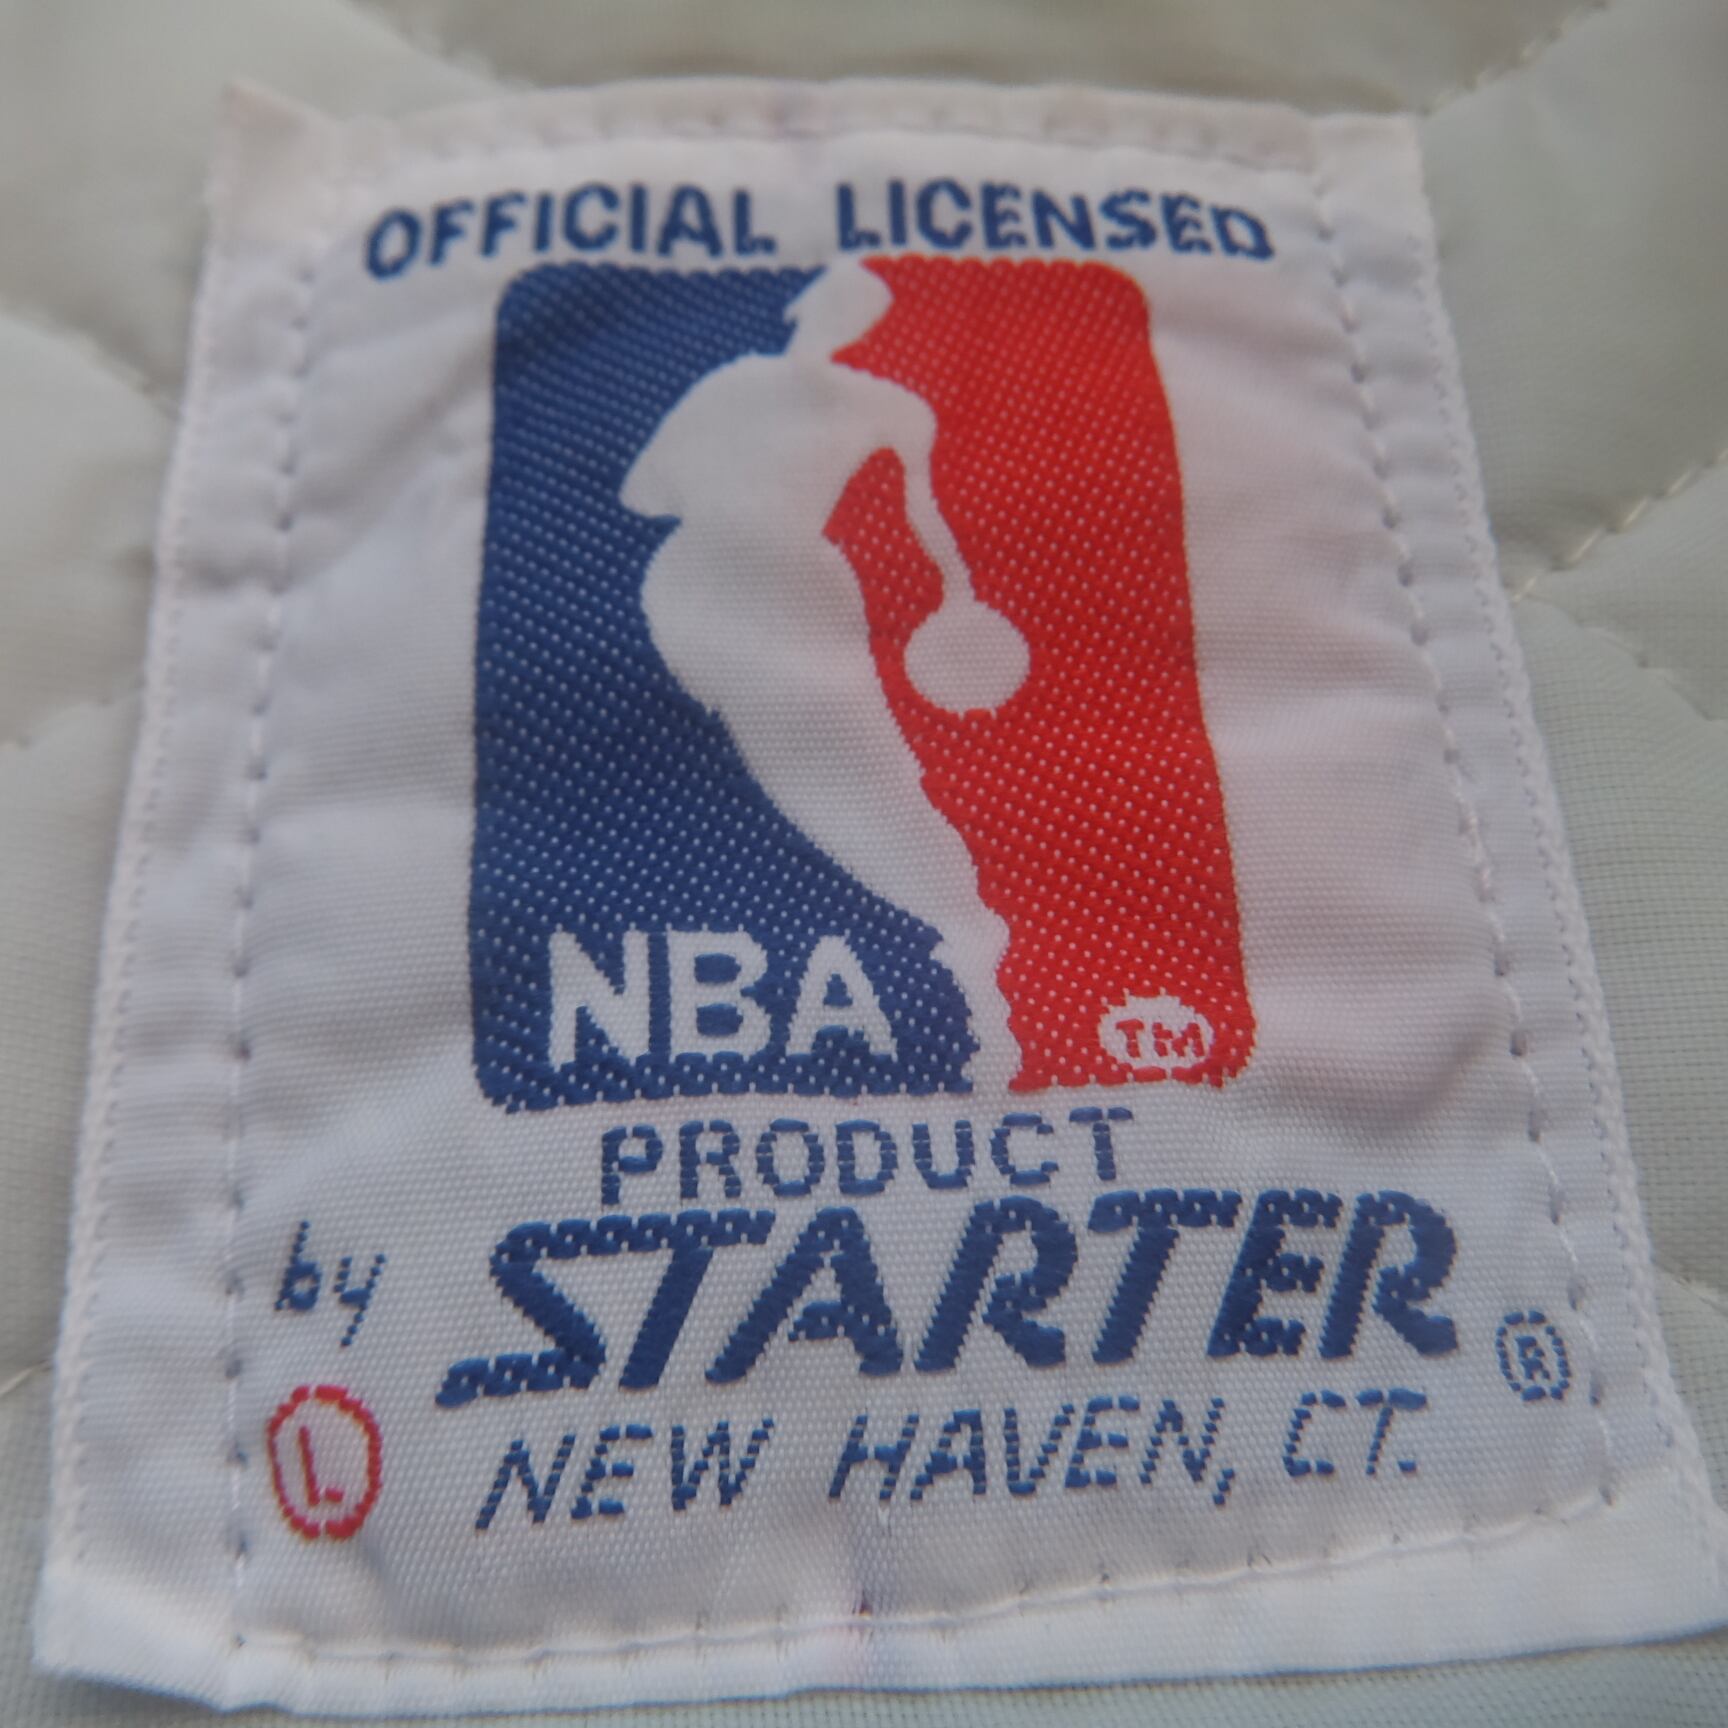 OFFICIAL LICENSED
NBA
TM
PRODUCT
by STARTER ®
L NEW HAVEN, CT.